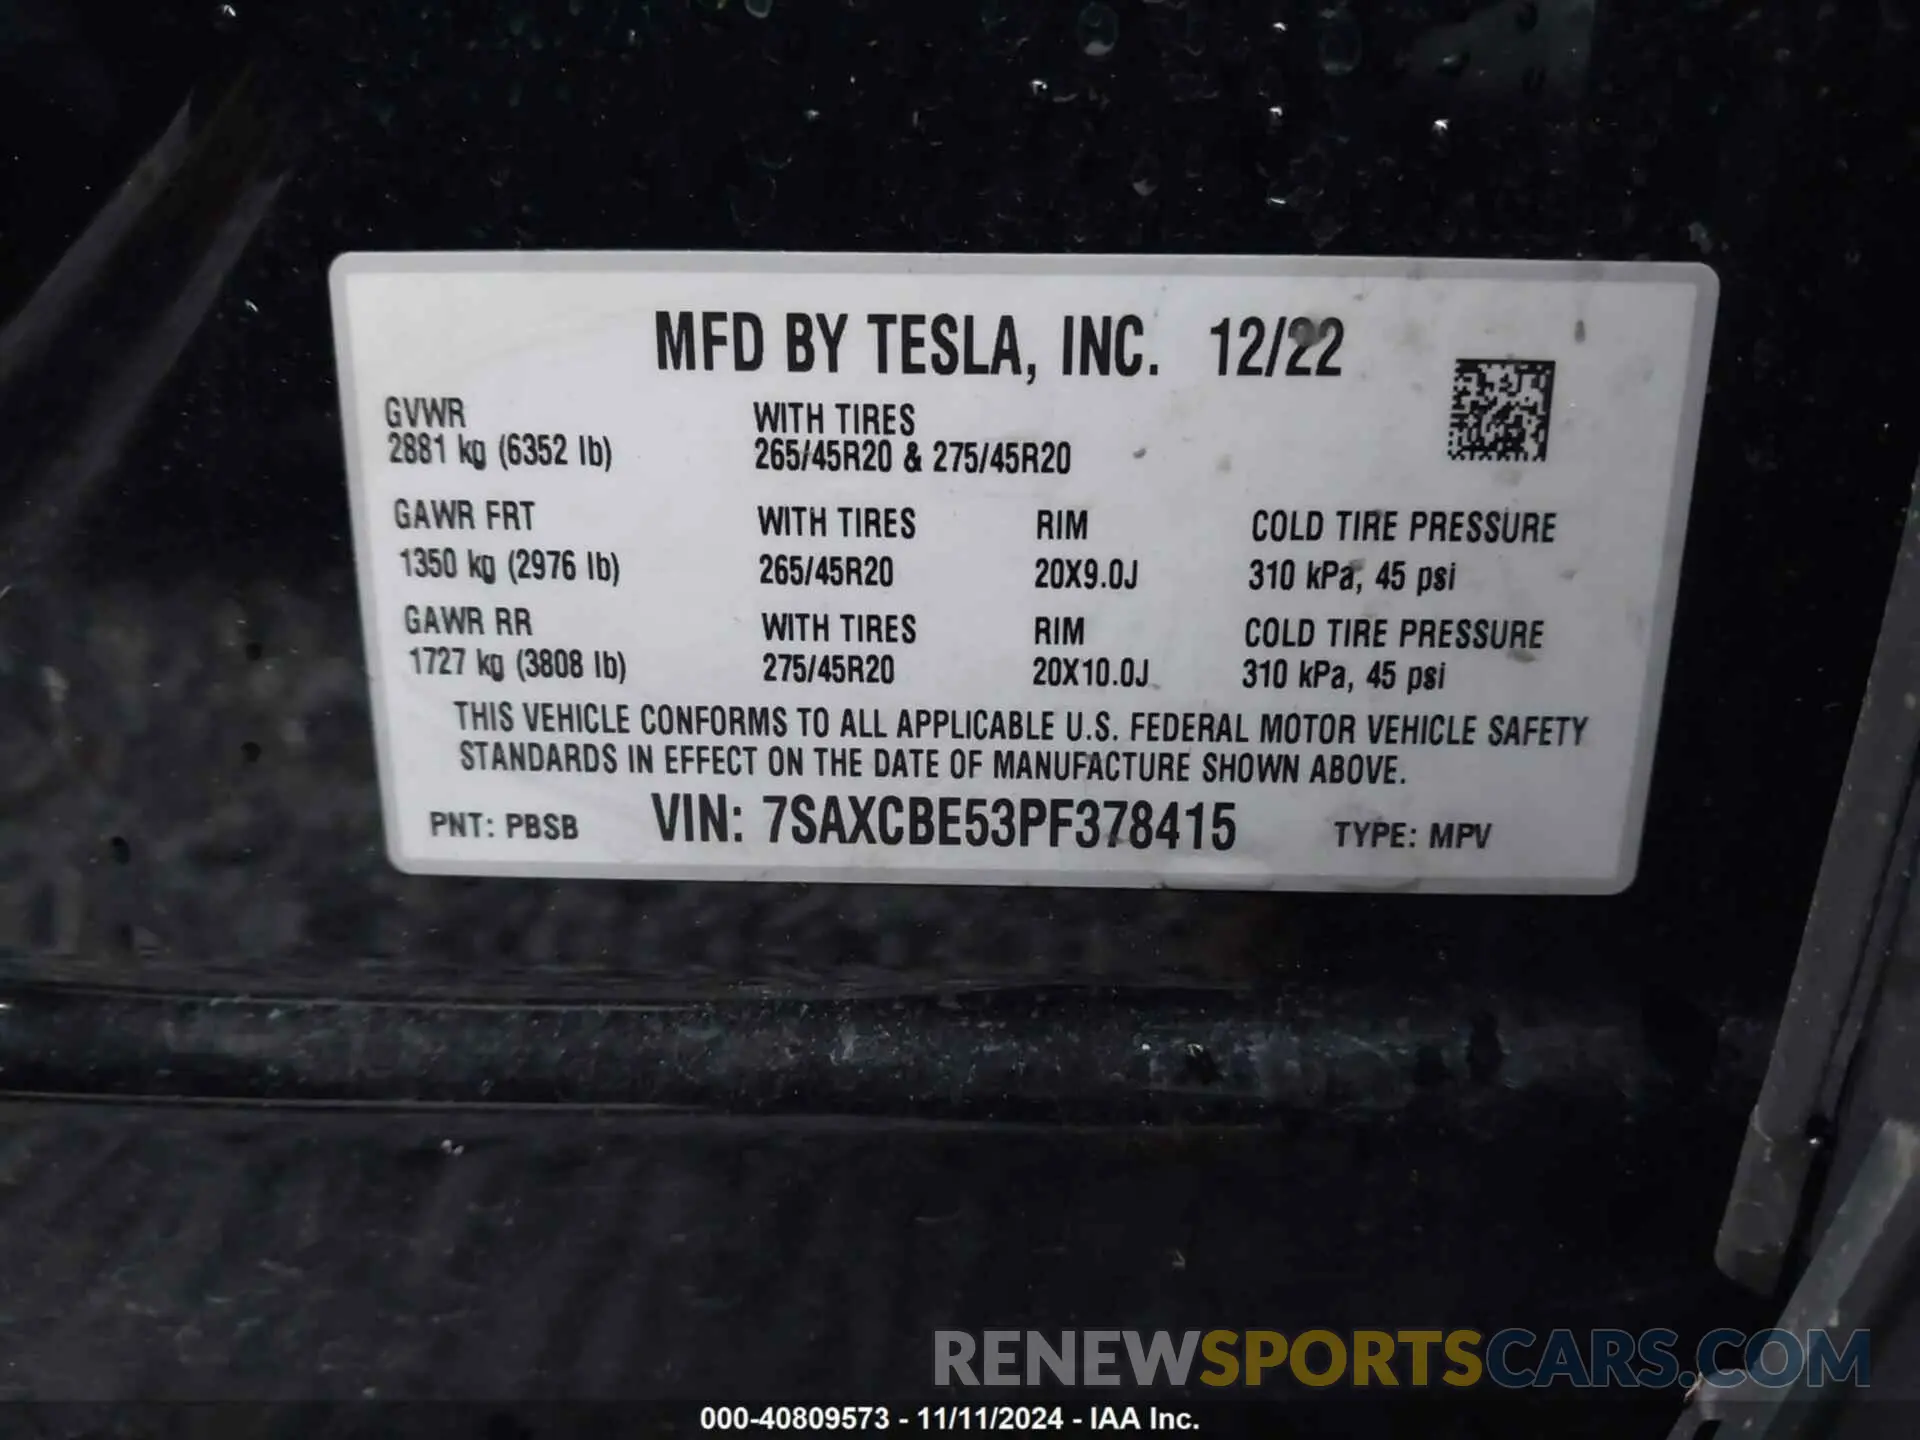 MFD BY TESLA, INC. 12/22
GVWR WITH TIRES
2881 kg (6352 lb) 265/45R20 & 275/45R20
GAWR FRT WITH TIRES RIM COLD TIRE PRESSURE
1350 kg (2976 lb) 265/45R20 20X9.0J 310 kPa, 45 psi
GAWR RR WITH TIRES RIM COLD TIRE PRESSURE
1727 kg (3808 lb) 275/45R20 20X10.0J 310 kPa, 45 psi
THIS VEHICLE CONFORMS TO ALL APPLICABLE U.S. FEDERAL MOTOR VEHICLE SAFETY
STANDARDS IN EFFECT ON THE DATE OF MANUFACTURE SHOWN ABOVE.
PNT: PBSB VIN: 7SAXCBE53PF378415 TYPE: MPV
RENEWSPORTSCARS.COM
000-40809573 - 11/11/2024 - IAA Inc.